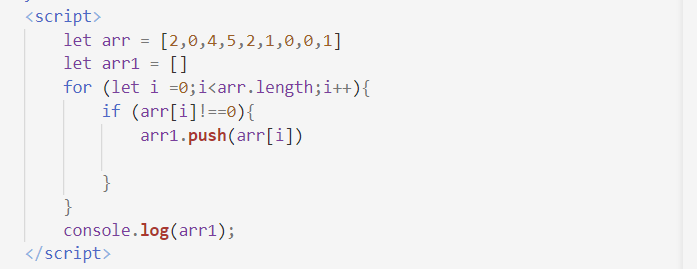 <script>
    let arr = [2,0,4,5,2,1,0,0,1]
    let arr1 = []
    for (let i =0;i<arr.length;i++){
        if (arr[i]!==0){
            arr1.push(arr[i])

        }
    }
    console.log(arr1);
</script>